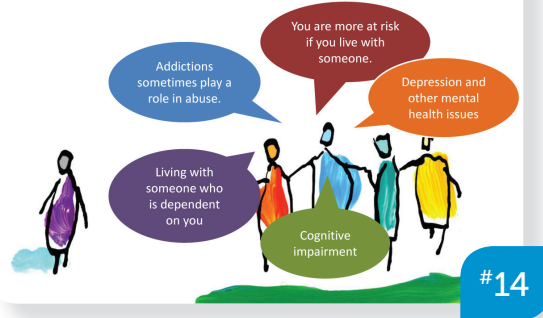 You are more at risk
if you live with
someone.
Addictions
sometimes play a
role in abuse.
Depression and
other mental
health issues
Living with
someone who
is dependent
on you
Cognitive
impairment
#14